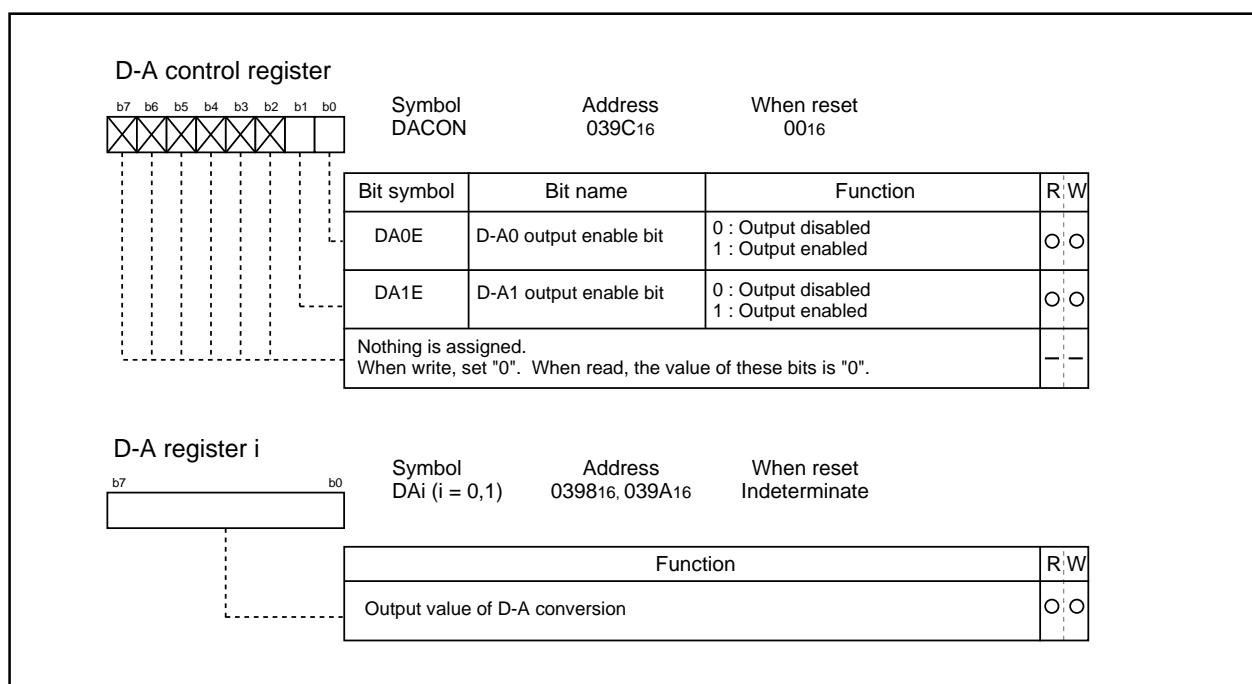 D-A control register
b7 b6 b5 b4 b3 b2 b1 b0
Symbol Address When reset
DACON 039C16 0016
Bit symbol Bit name Function R W
DA0E D-A0 output enable bit 0 : Output disabled
1 : Output enabled
DA1E D-A1 output enable bit 0 : Output disabled
1 : Output enabled
Nothing is assigned.
When write, set "0". When read, the value of these bits is "0".
D-A register i
b7 b0
Symbol Address When reset
DAi (i = 0,1) 039816, 039A16 Indeterminate
Function R W
Output value of D-A conversion